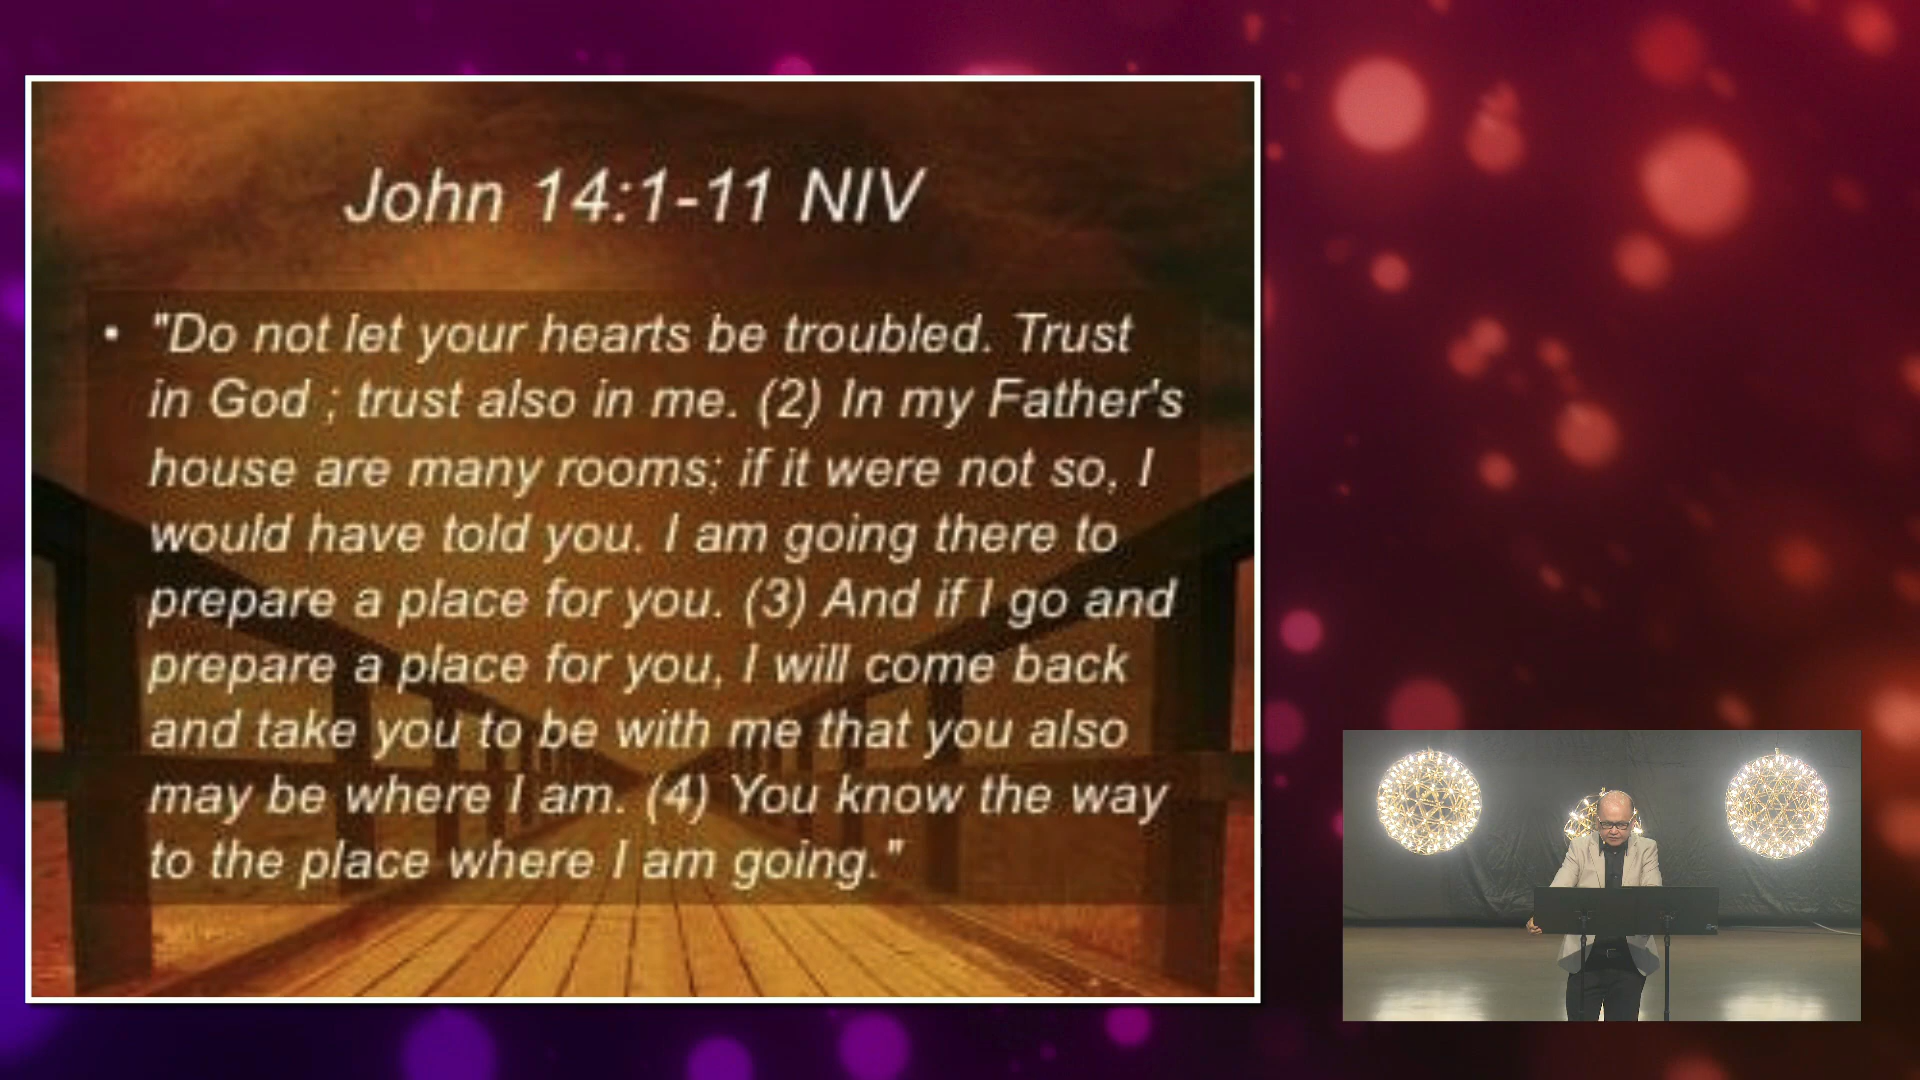 John 14:1-11 NIV
• "Do not let your hearts be troubled. Trust
in God ; trust also in me. (2) In my Father's
house are many rooms; if it were not so, I
would have told you. I am going there to
prepare a place for you. (3) And if I go and
prepare a place for you, I will come back
and take you to be with me that you also
may be where I am. (4) You know the way
to the place where I am going."